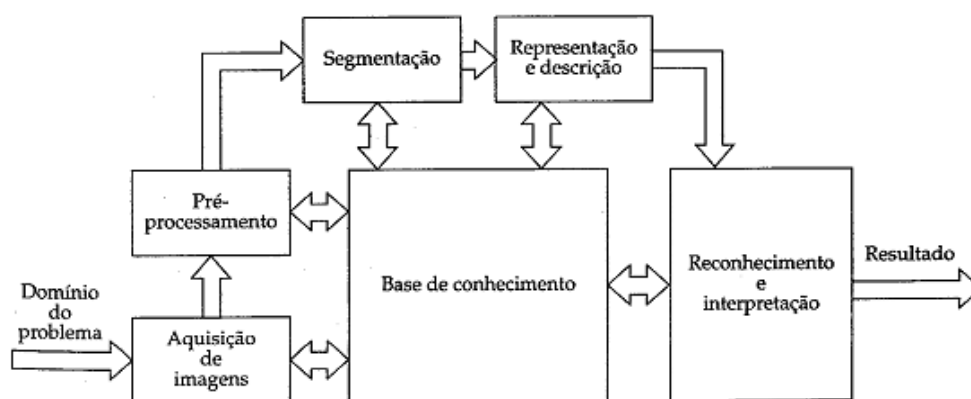 Segmentação
Representação
e descrição
Pré-
processamento
Base de conhecimento
Reconhecimento
e
interpretação
Resultado
Domínio
do
problema
Aquisição
de
imagens